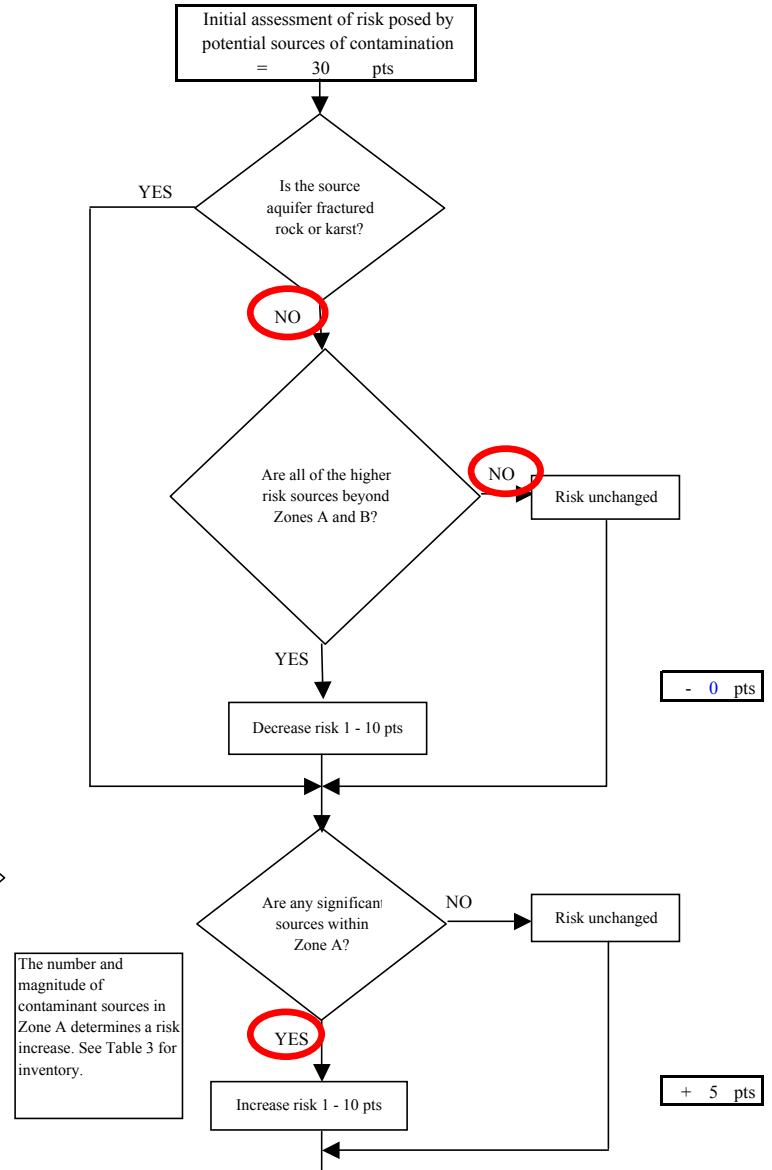 Initial assessment of risk posed by
potential sources of contamination
= 30 pts
YES
Is the source
aquifer fractured
rock or karst?
NO
Are all of the higher
risk sources beyond
Zones A and B?
NO
Risk unchanged
YES
- 0 pts
Decrease risk 1 - 10 pts
Are any significant
sources within
Zone A?
NO
Risk unchanged
The number and
magnitude of
contaminant sources in
Zone A determines a risk
increase. See Table 3 for
inventory.
YES
Increase risk 1 - 10 pts
+ 5 pts